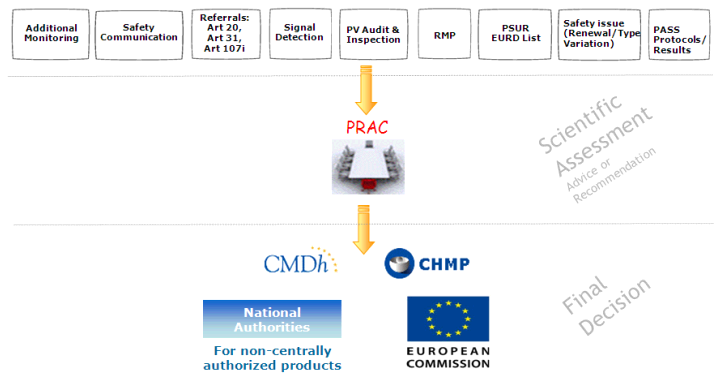 Additional
Monitoring
Safety
Communication
Referrals:
Art 20,
Art 31,
Art 107i
Signal
Detection
PV Audit &
Inspection
RMP
PSUR
EURD List
Safety issue
(Renewal/Type
Variation)
PASS
Protocols/
Results
PRAC
Scientific
Assessment
Advice or
Recommendation
CMDh
CHMP
National
Authorities
For non-centrally
authorized products
EUROPEAN
COMMISSION
Final
Decision